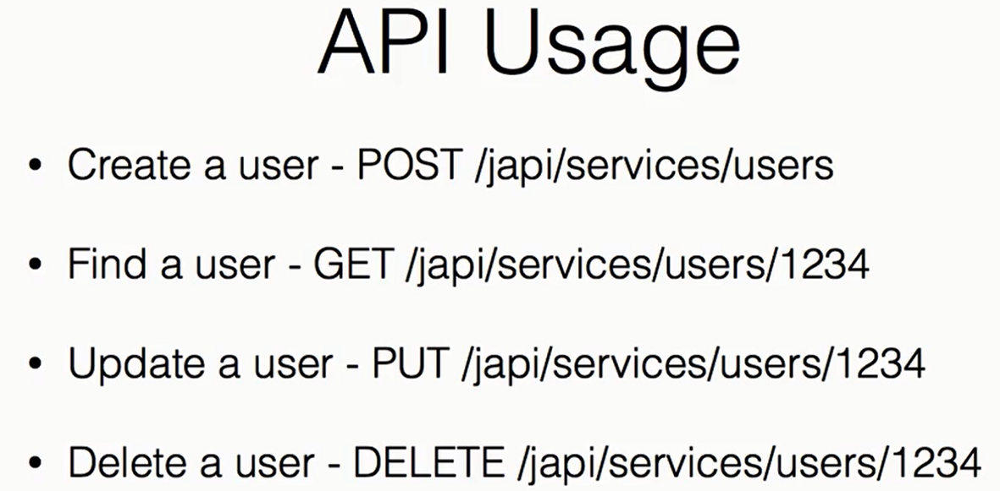 API Usage
• Create a user - POST /japi/services/users
• Find a user - GET /japi/services/users/1234
• Update a user - PUT /japi/services/users/1234
• Delete a user - DELETE /japi/services/users/1234